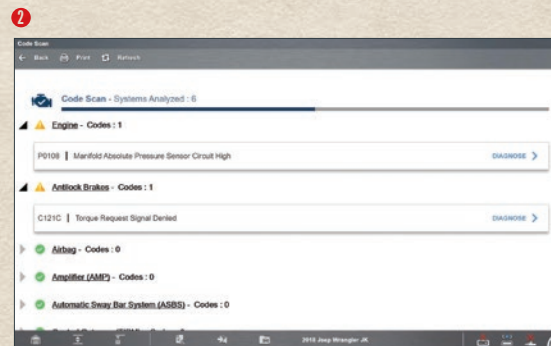 2
Code Scan
Back Print Refresh
Code Scan - Systems Analyzed : 6
Engine - Codes : 1
P0108 | Manifold Absolute Pressure Sensor Circuit High DIAGNOSE
Antilock Brakes - Codes : 1
C121C | Torque Request Signal Denied DIAGNOSE
Airbag - Codes : 0
Amplifier (AMP) - Codes : 0
Automatic Sway Bar System (ASBS) - Codes : 0
2018 Jeep Wrangler JK